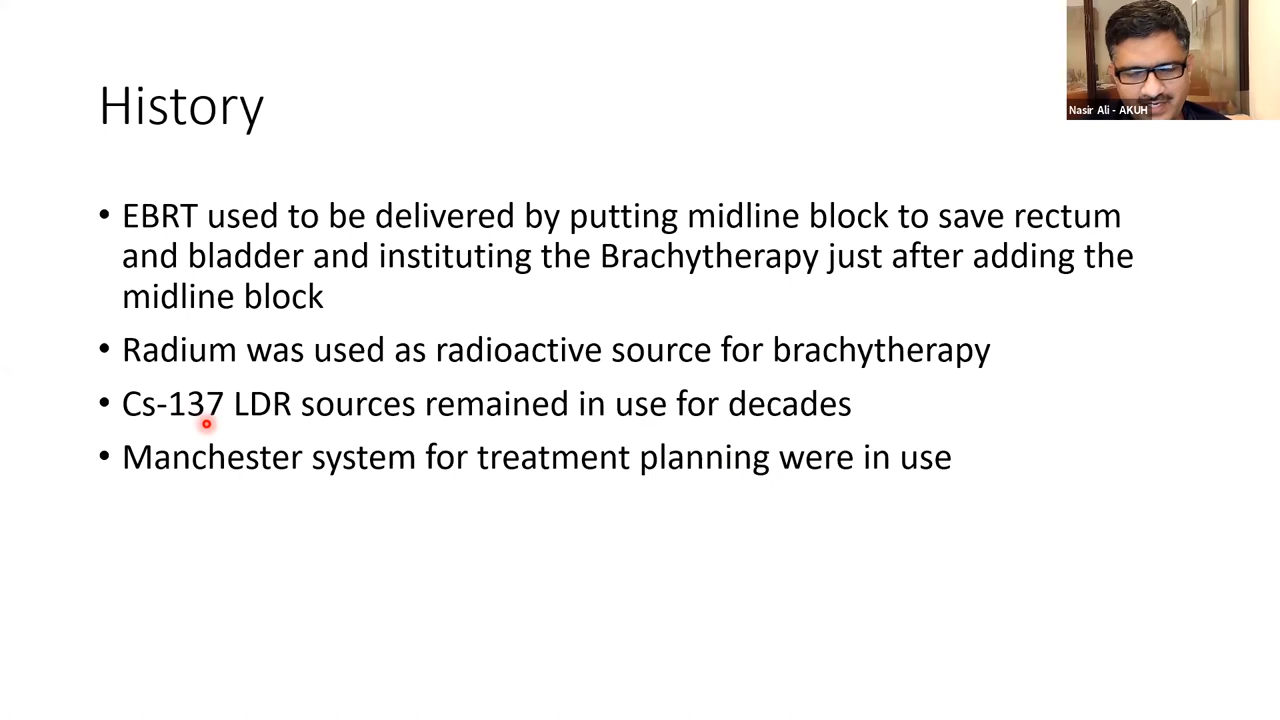 History
Nasir Ali - AKUH
• EBRT used to be delivered by putting midline block to save rectum
and bladder and instituting the Brachytherapy just after adding the
midline block
• Radium was used as radioactive source for brachytherapy
• Cs-137 LDR sources remained in use for decades
• Manchester system for treatment planning were in use